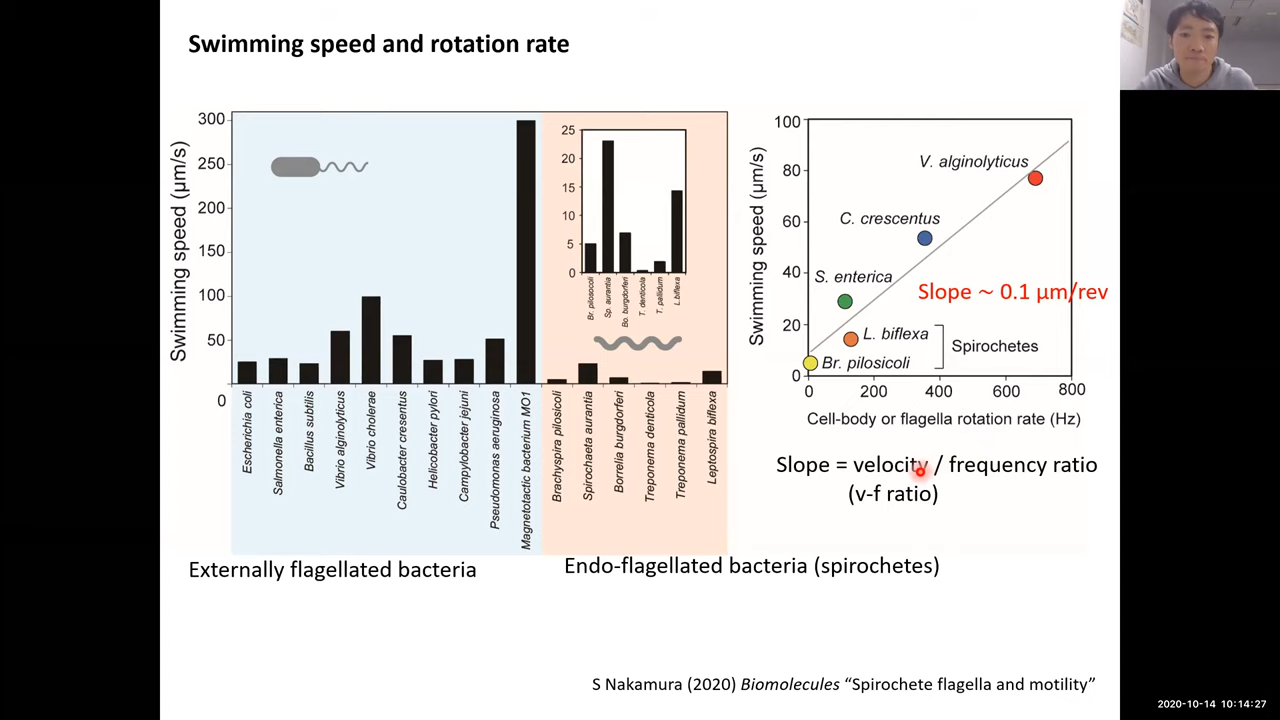 Swimming speed and rotation rate
Swimming speed (μm/s)
300
250
200
150
100
50
0
Escherichia coli
Salmonella enterica
Bacillus subtilis
Vibrio alginolyticus
Vibrio cholerae
Caulobacter cresentus
Helicobacter pylori
Campylobacter jejuni
Pseudomonas aeruginosa
Magnetotactic bacterium MO1
Brachyspira pilosicoli
Spirochaeta aurantia
Borrelia burgdorferi
Treponema denticola
Treponema pallidum
Leptospira biflexa
25
20
15
10
5
0
Br. pilosocoli
Sp. aurantia
Bo. burgdorferi
T. denticola
T. pallidum
L.biflexa
Swimming speed (μm/s)
100
80
60
40
20
0
V. alginolyticus
C. crescentus
S. enterica
Slope ~ 0.1 μm/rev
L. biflexa
Spirochetes
Br. pilosicoli
0 200 400 600 800
Cell-body or flagella rotation rate (Hz)
Slope = velocity / frequency ratio
(v-f ratio)
Externally flagellated bacteria
Endo-flagellated bacteria (spirochetes)
S Nakamura (2020) Biomolecules “Spirochete flagella and motility”
2020-10-14 10:14:27